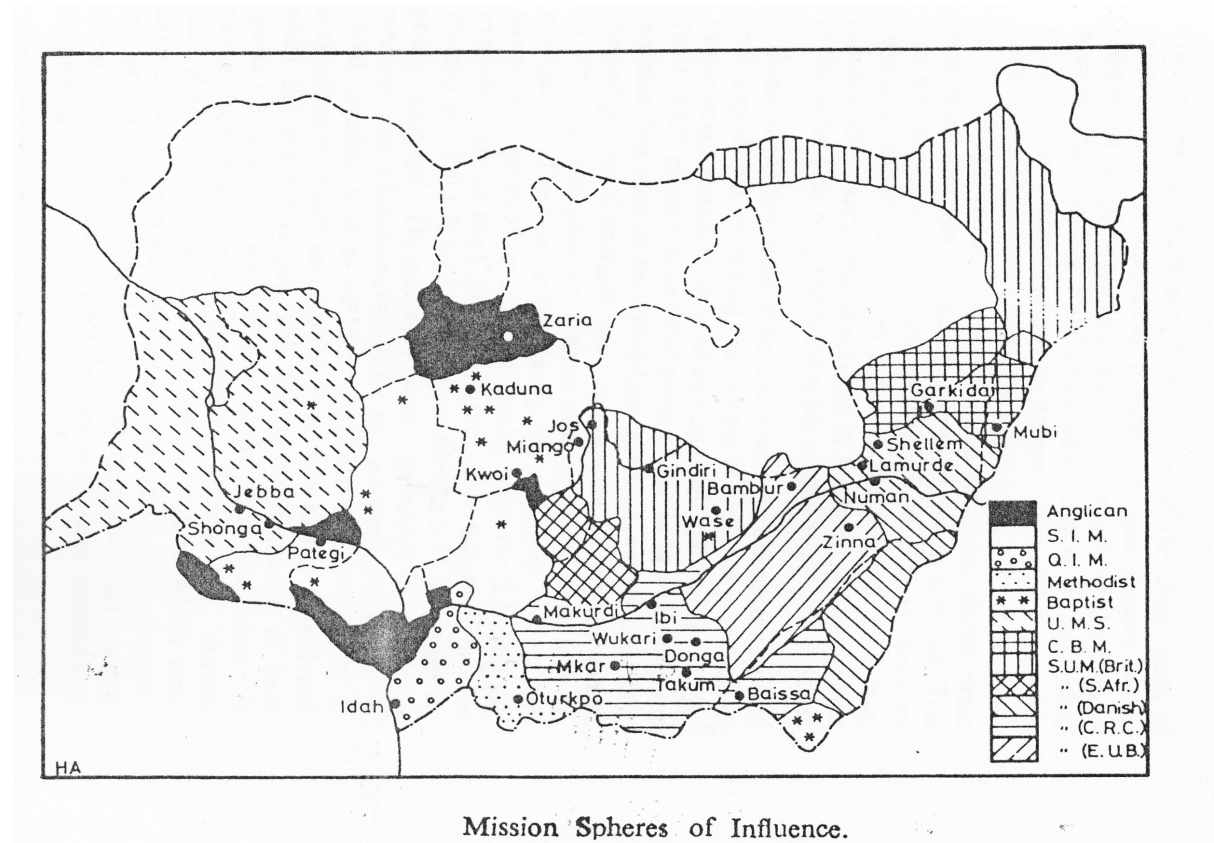 Zaria
Kaduna
Garkidai
Jos
Mubi
Miango
Shellem
Kwoi
Gindiri
Lamurde
Bambur
Numan
Jebba
Wase
Shonga
Zinna
Pategi
Makurdi
Ibi
Wukari
Donga
Mkar
Takum
Baissa
Idah
Oturkpo
Anglican
S. I. M.
Q. I. M.
Methodist
Baptist
U. M. S.
C. B. M.
S.U.M.(Brit.)
" (S.Afr.)
" (Danish)
" (C.R.C.)
" (E.U.B.)
HA
Mission Spheres of Influence.